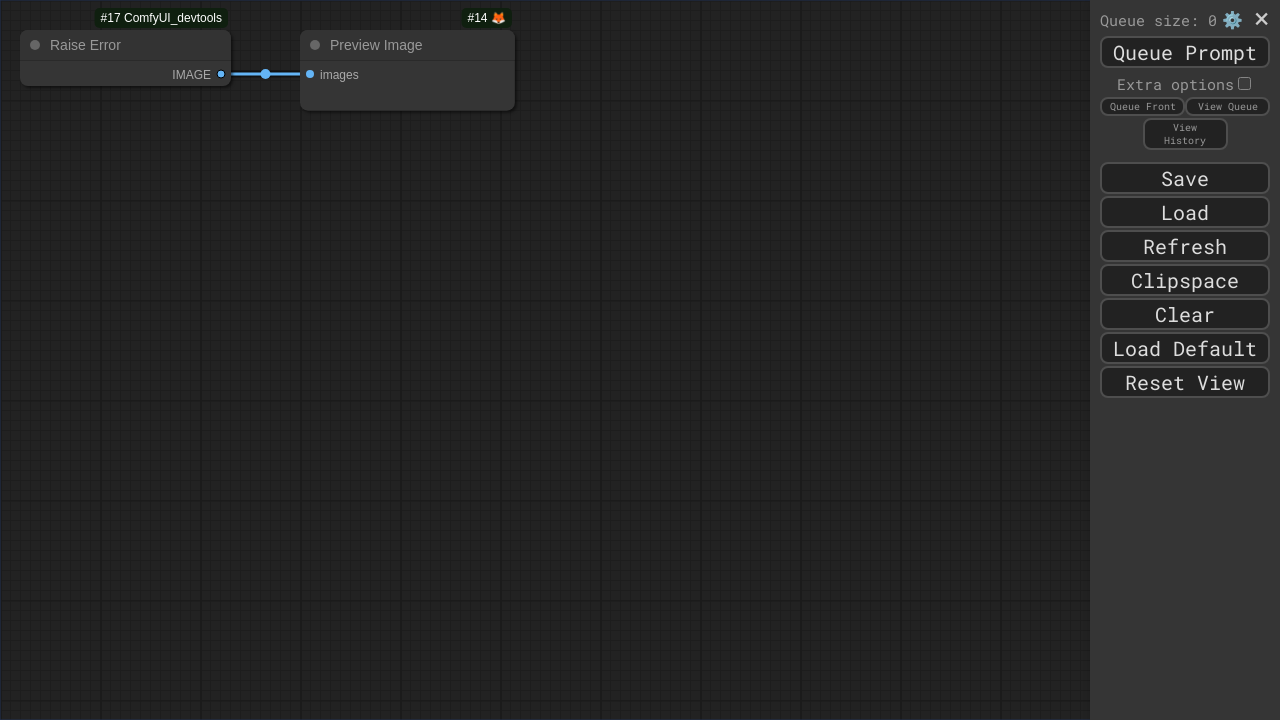 #17 ComfyUI_devtools
Raise Error
IMAGE
#14 🦊
Preview Image
images
Queue size: 0 ⚙️ ✕
Queue Prompt
Extra options
Queue Front
View Queue
View
History
Save
Load
Refresh
Clipspace
Clear
Load Default
Reset View